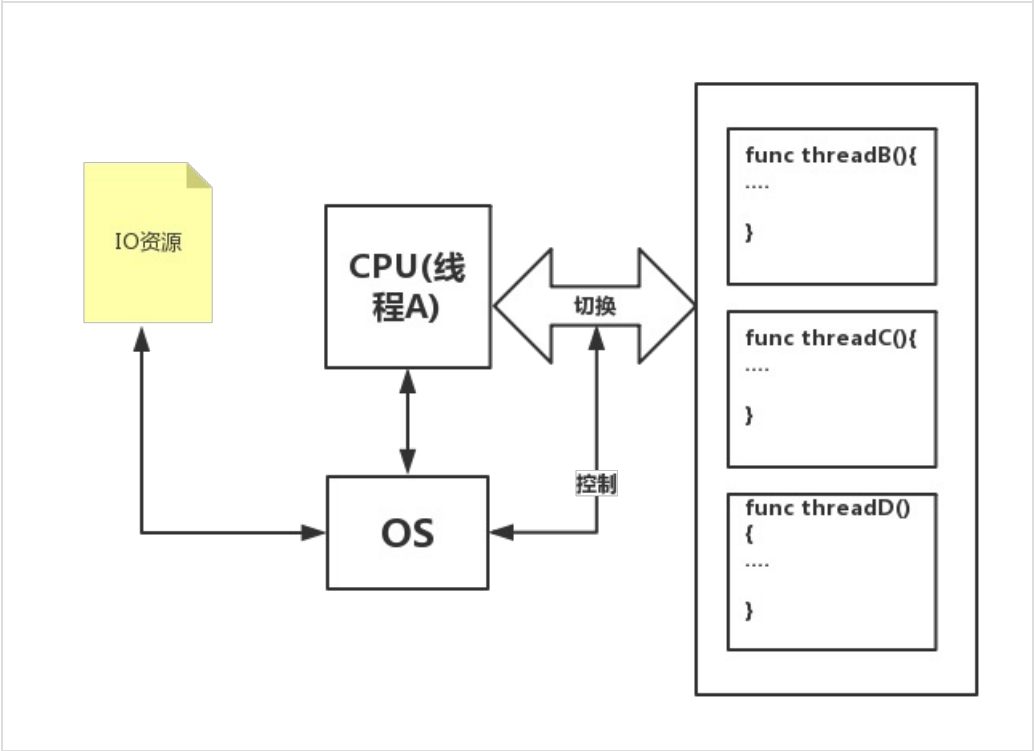 IO资源
CPU(线
程A)
切换
控制
OS
func threadB(){
....
}
func threadC(){
....
}
func threadD()
{
....
}